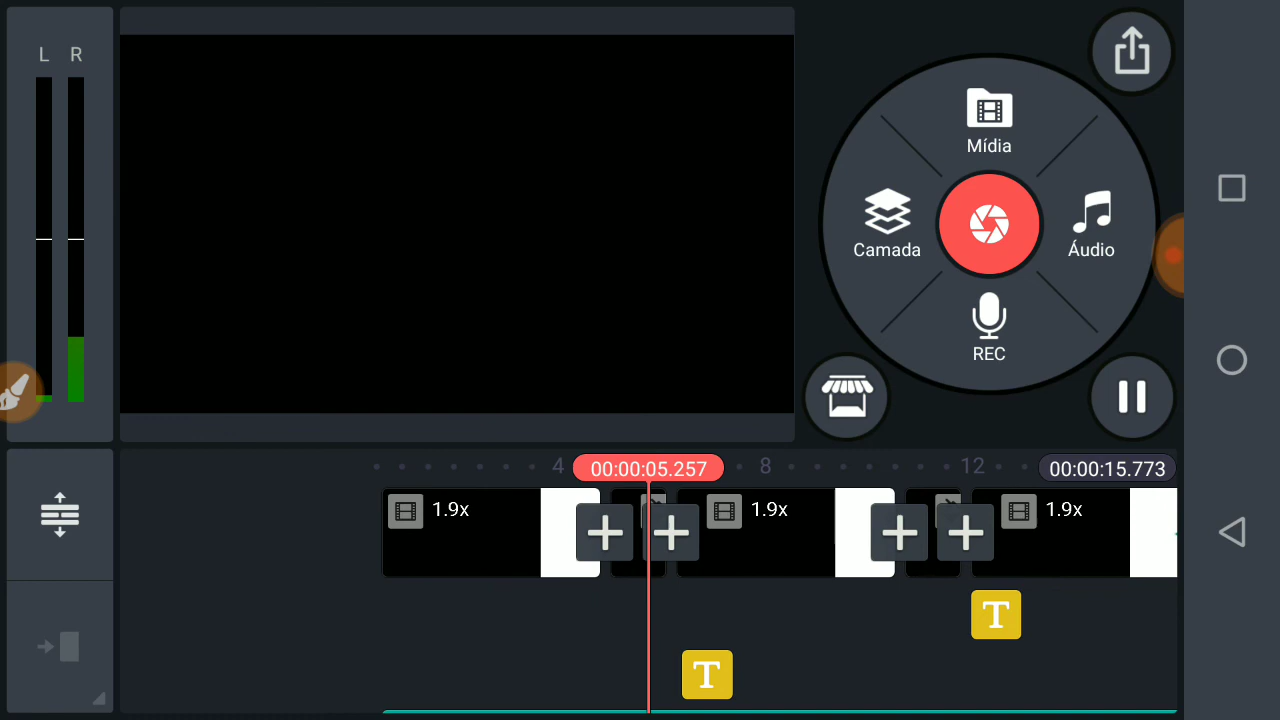 L R
Mídia
Camada
Áudio
REC
4
00:00:05.257
8
12
00:00:15.773
1.9x
1.9x
1.9x
T
T